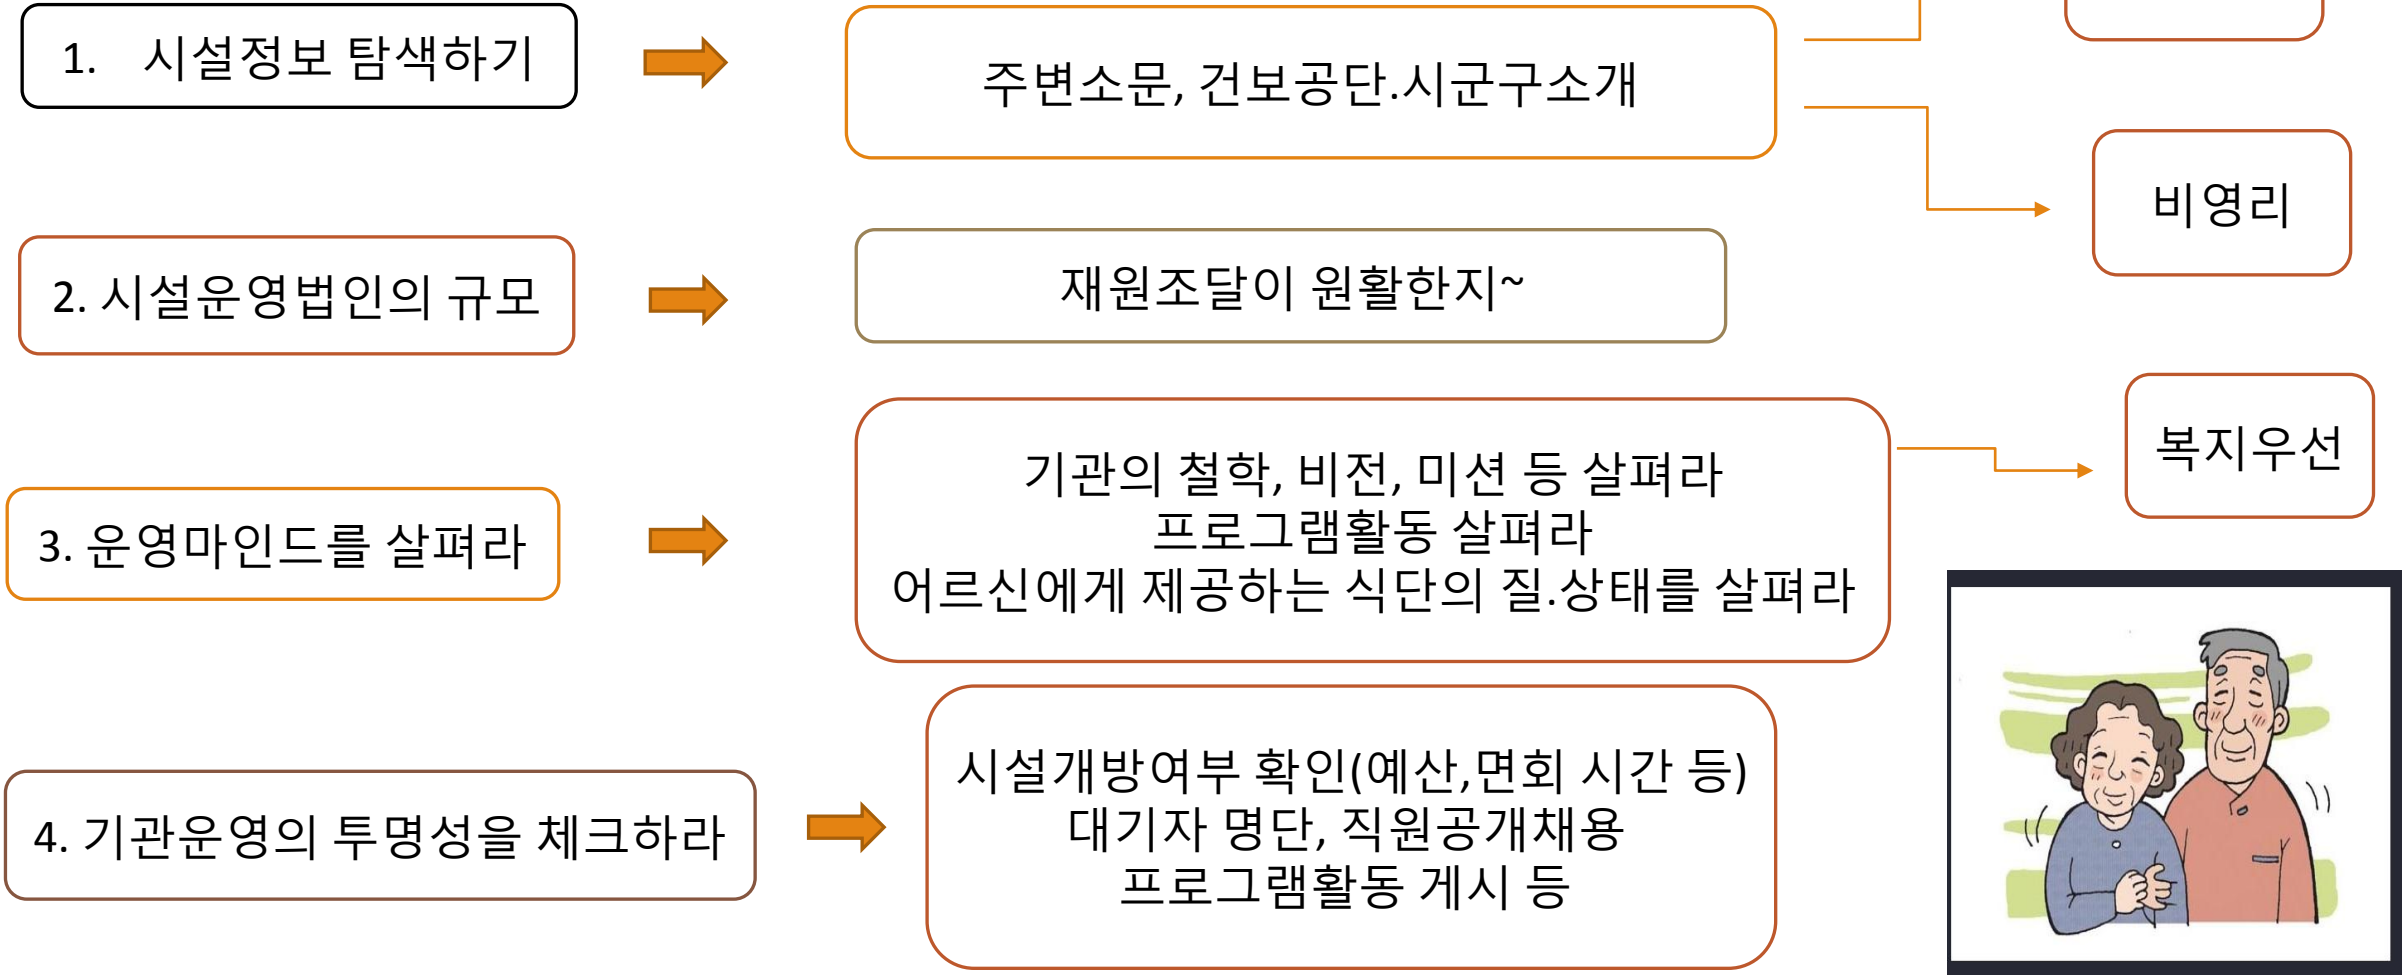 1. 시설정보 탐색하기
주변소문, 건보공단.시군구소개
비영리
2. 시설운영법인의 규모
재원조달이 원활한지~
3. 운영마인드를 살펴라
기관의 철학, 비전, 미션 등 살펴라
프로그램활동 살펴라
어르신에게 제공하는 식단의 질.상태를 살펴라
복지우선
4. 기관운영의 투명성을 체크하라
시설개방여부 확인(예산,면회 시간 등)
대기자 명단, 직원공개채용
프로그램활동 게시 등